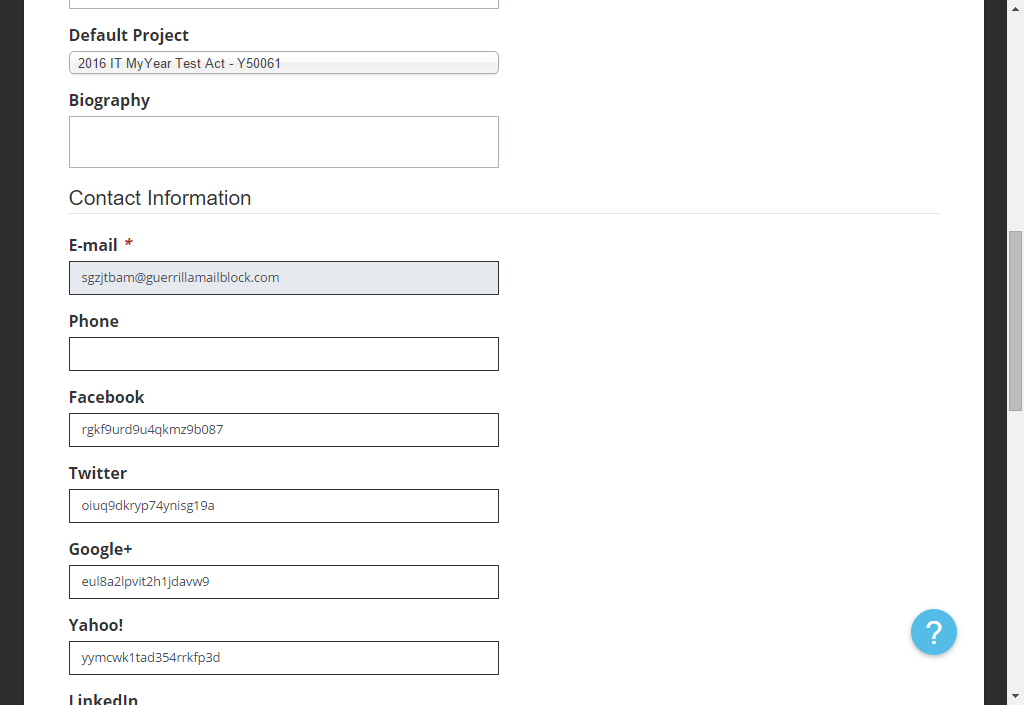 Default Project
2016 IT MyYear Test Act - Y50061
Biography
Contact Information
E-mail *
sgzjtbam@guerrillamailblock.com
Phone
Facebook
rgkf9urd9u4qkmz9b087
Twitter
oiuq9dkryp74ynisg19a
Google+
eul8a2lpvit2h1jdavw9
Yahoo!
yymcwk1tad354rrkfp3d
?
LinkedIn